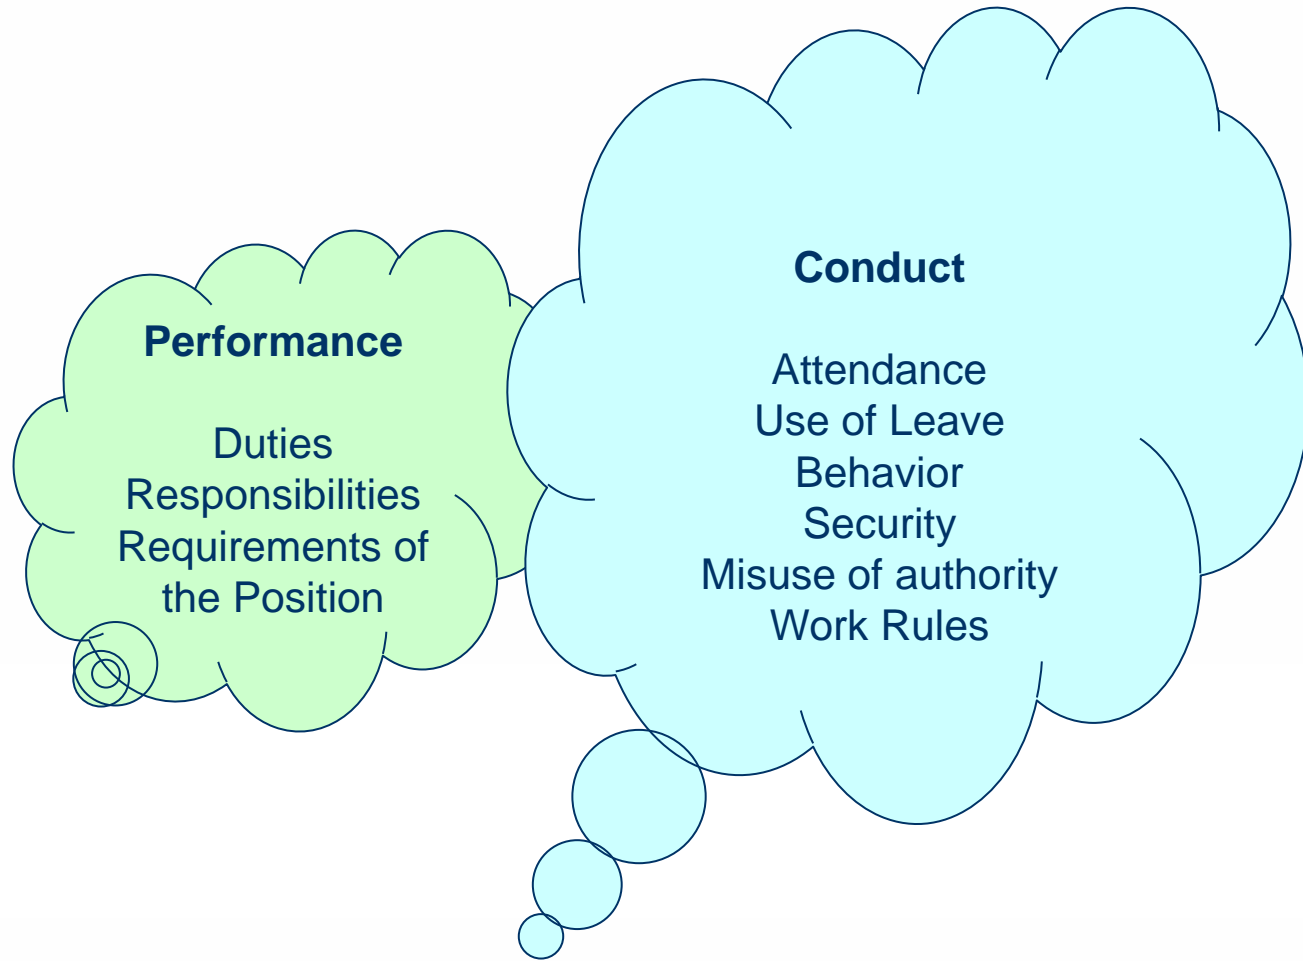 Performance
Duties
Responsibilities
Requirements of
the Position
Conduct
Attendance
Use of Leave
Behavior
Security
Misuse of authority
Work Rules